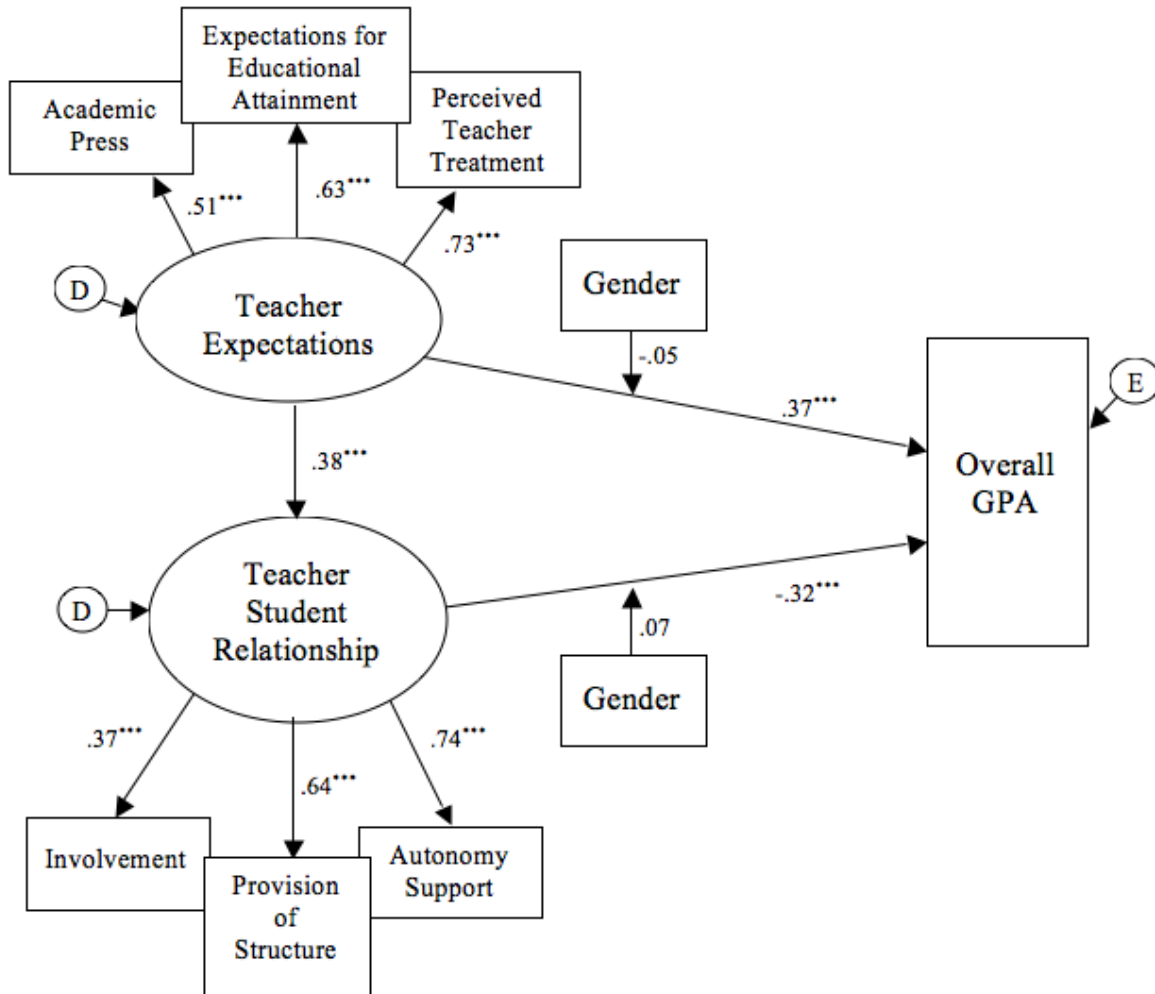 Expectations for
Educational
Attainment
Academic
Press
Perceived
Teacher
Treatment
.51***
.63***
.73***
D
Teacher
Expectations
Gender
-.05
.37***
E
Overall
GPA
.38***
D
Teacher
Student
Relationship
-.32***
.07
Gender
.37***
.64***
.74***
Involvement
Provision
of
Structure
Autonomy
Support